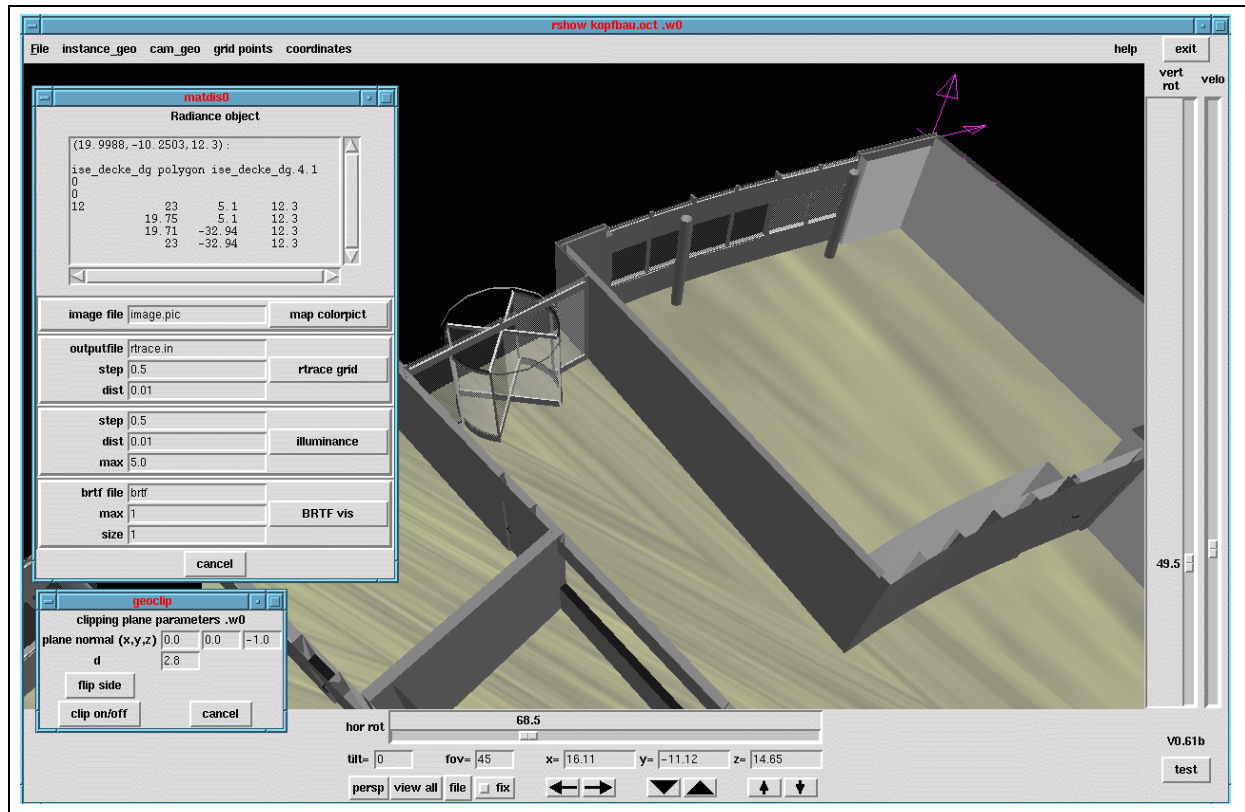 rshow kopfbau.oct .w0
File instance_geo cam_geo grid points coordinates help exit
vert rot velo
matdis0
Radiance object
(19.9988,-10.2503,12.3):
ise_decke_dg polygon ise_decke_dg.4.1
0
0
12 23 5.1 12.3
19.75 5.1 12.3
19.71 -32.94 12.3
23 -32.94 12.3
image file image.pic map colorpict
outputfile rtrace.in
step 0.5 rtrace grid
dist 0.01
step 0.5
dist 0.01 illuminance
max 5.0
brtf file brtf
max 1 BRTF vis
size 1
cancel
49.5
geoclip
clipping plane parameters .w0
plane normal (x,y,z) 0.0 0.0 -1.0
d 2.8
flip side
clip on/off cancel
hor rot 68.5
tilt= 0 fov= 45 x= 16.11 y= -11.12 z= 14.65
persp view all file fix
V0.61b
test